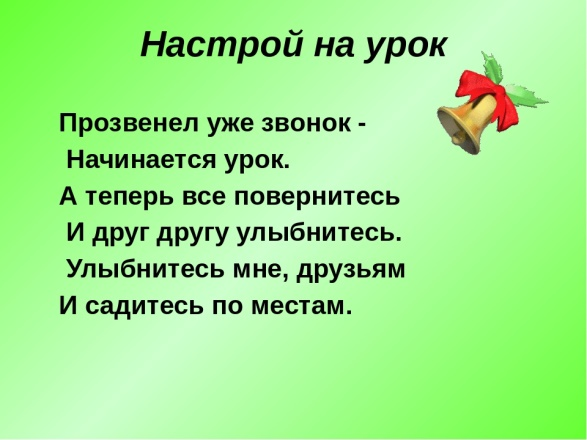 Настрой на урок
Прозвенел уже звонок -
Начинается урок.
А теперь все повернитесь
И друг другу улыбнитесь.
Улыбнитесь мне, друзьям
И садитесь по местам.